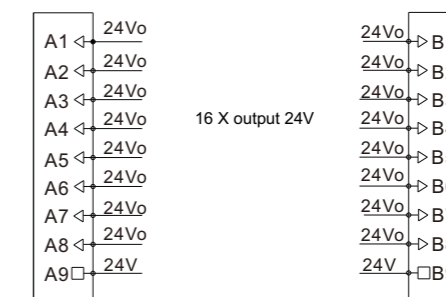 A1 24Vo
A2 24Vo
A3 24Vo
A4 24Vo
A5 24Vo
A6 24Vo
A7 24Vo
A8 24Vo
A9 24V
16 X output 24V
24Vo B
24Vo B
24Vo B
24Vo B
24Vo B
24Vo B
24Vo B
24Vo B
24V B